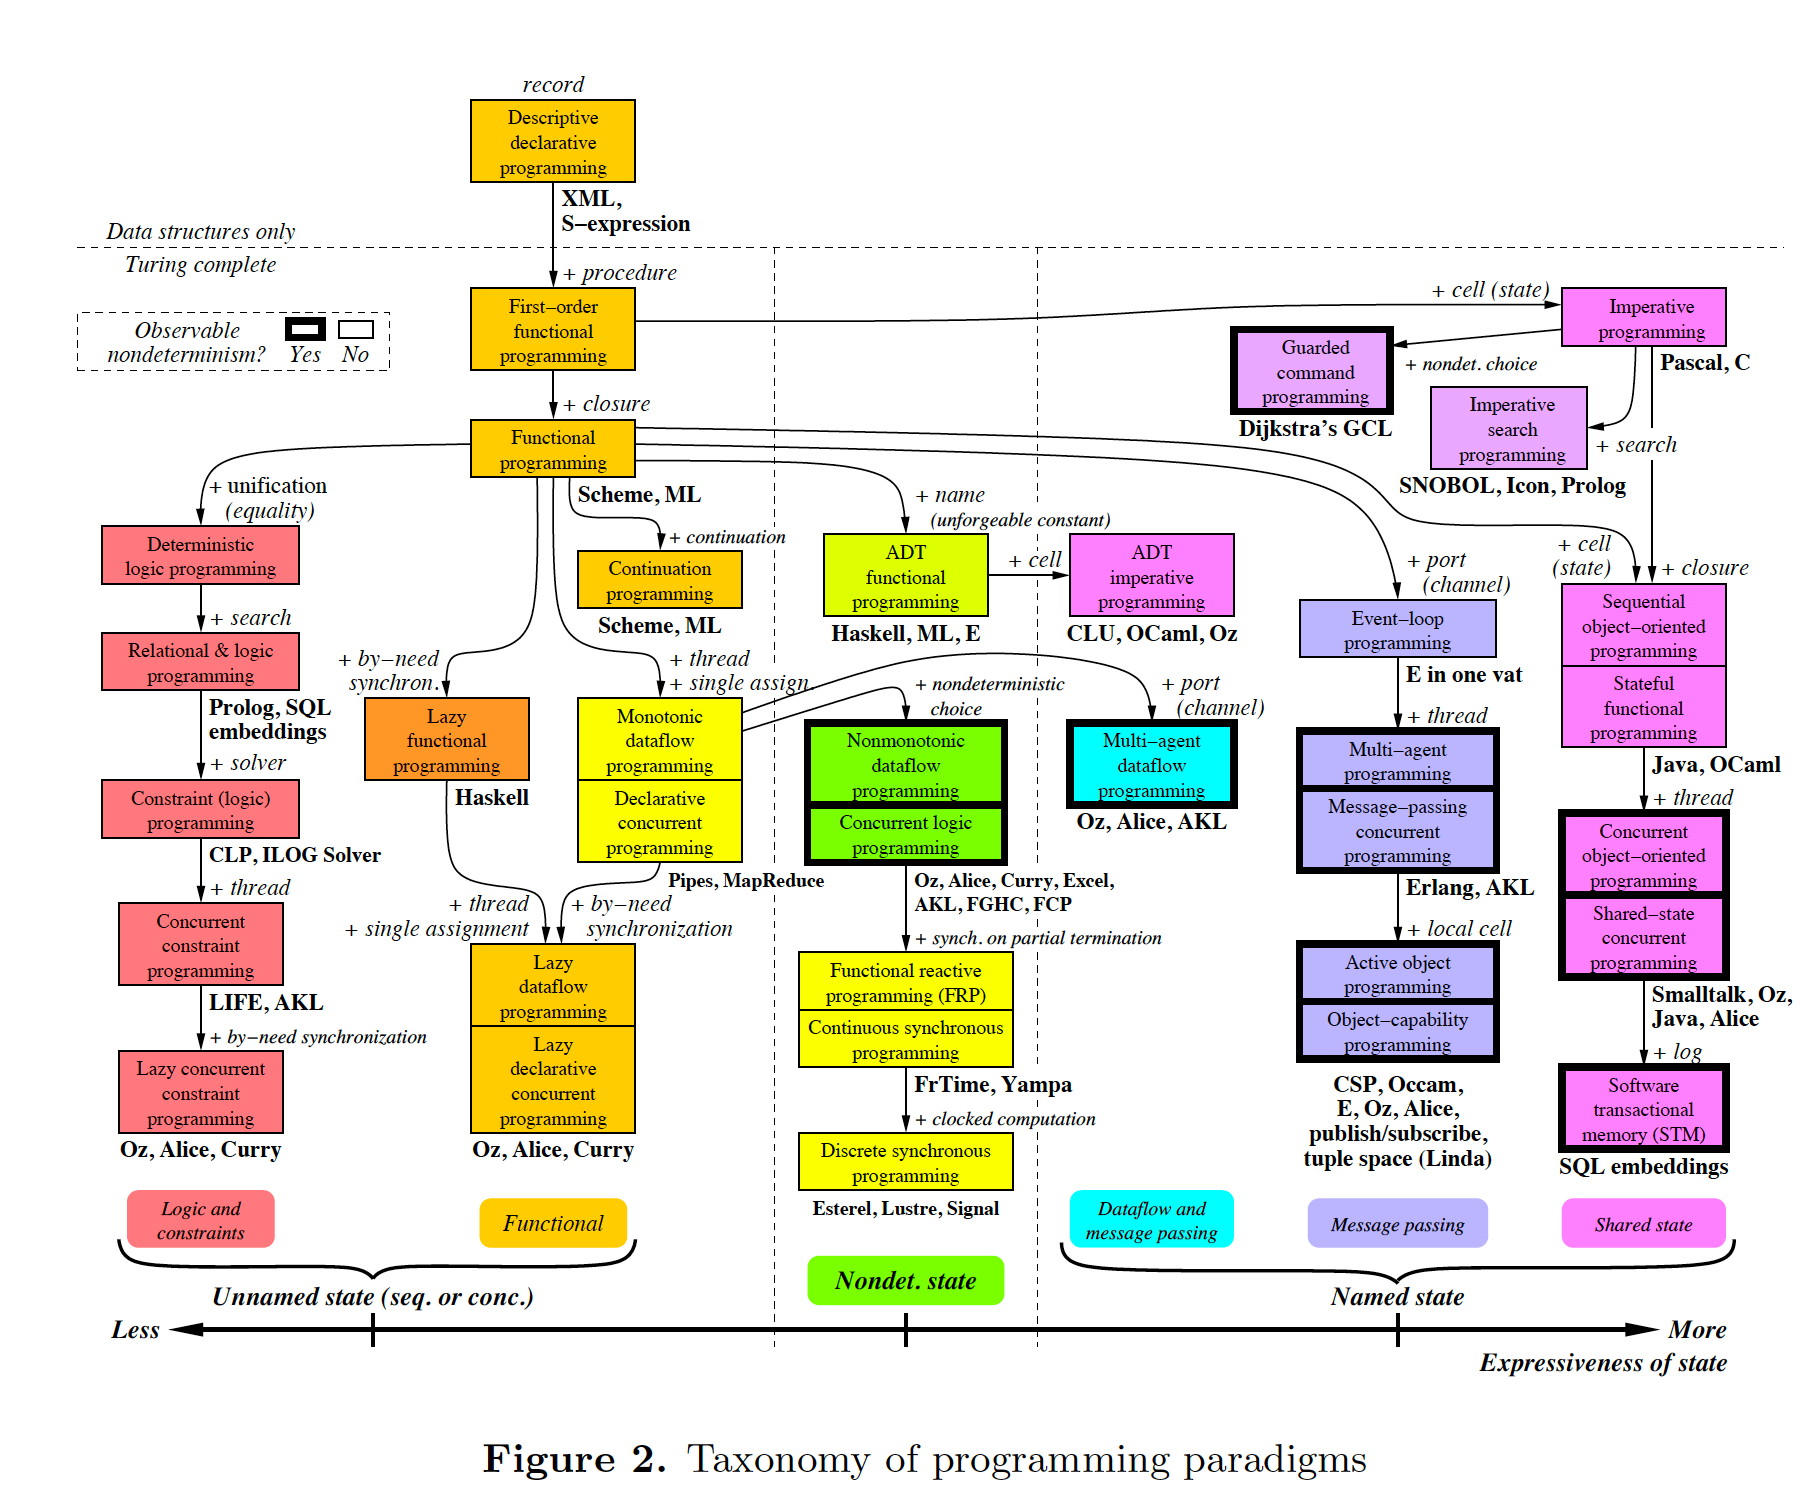 record
Descriptive
declarative
programming
XML,
S−expression
Data structures only
Turing complete
+ procedure
Observable
nondeterminism?
Yes
No
First−order
functional
programming
+ cell (state)
Imperative
programming
Pascal, C
Guarded
command
programming
+ nondet. choice
Dijkstra's GCL
Imperative
search
programming
+ search
SNOBOL, Icon, Prolog
+ closure
Functional
programming
Scheme, ML
+ unification
(equality)
Deterministic
logic programming
+ search
Relational & logic
programming
Prolog, SQL
embeddings
+ solver
Constraint (logic)
programming
CLP, ILOG Solver
+ thread
Concurrent
constraint
programming
LIFE, AKL
+ by−need synchronization
Lazy concurrent
constraint
programming
Oz, Alice, Curry
+ continuation
Continuation
programming
Scheme, ML
+ by−need
synchron.
Lazy
functional
programming
Haskell
+ thread
+ single assign.
Monotonic
dataflow
programming
Declarative
concurrent
programming
Pipes, MapReduce
+ thread
+ single assignment
+ by−need
synchronization
Lazy
dataflow
programming
Lazy
declarative
concurrent
programming
Oz, Alice, Curry
+ name
(unforgeable constant)
ADT
functional
programming
Haskell, ML, E
+ cell
ADT
imperative
programming
CLU, OCaml, Oz
+ nondeterministic
choice
Nonmonotonic
dataflow
programming
Concurrent logic
programming
Oz, Alice, Curry, Excel,
AKL, FGHC, FCP
+ synch. on partial termination
Functional reactive
programming (FRP)
Continuous synchronous
programming
FrTime, Yampa
+ clocked computation
Discrete synchronous
programming
Esterel, Lustre, Signal
+ port
(channel)
Multi−agent
dataflow
programming
Oz, Alice, AKL
+ port
(channel)
Event−loop
programming
E in one vat
+ thread
Multi−agent
programming
Message−passing
concurrent
programming
Erlang, AKL
+ local cell
Active object
programming
Object−capability
programming
CSP, Occam,
E, Oz, Alice,
publish/subscribe,
tuple space (Linda)
+ cell
(state)
+ closure
Sequential
object−oriented
programming
Stateful
functional
programming
Java, OCaml
+ thread
Concurrent
object−oriented
programming
Shared−state
concurrent
programming
Smalltalk, Oz,
Java, Alice
+ log
Software
transactional
memory (STM)
SQL embeddings
Logic and
constraints
Functional
Dataflow and
message passing
Message passing
Shared state
Nondet. state
Unnamed state (seq. or conc.)
Named state
Less
More
Expressiveness of state
Figure 2. Taxonomy of programming paradigms